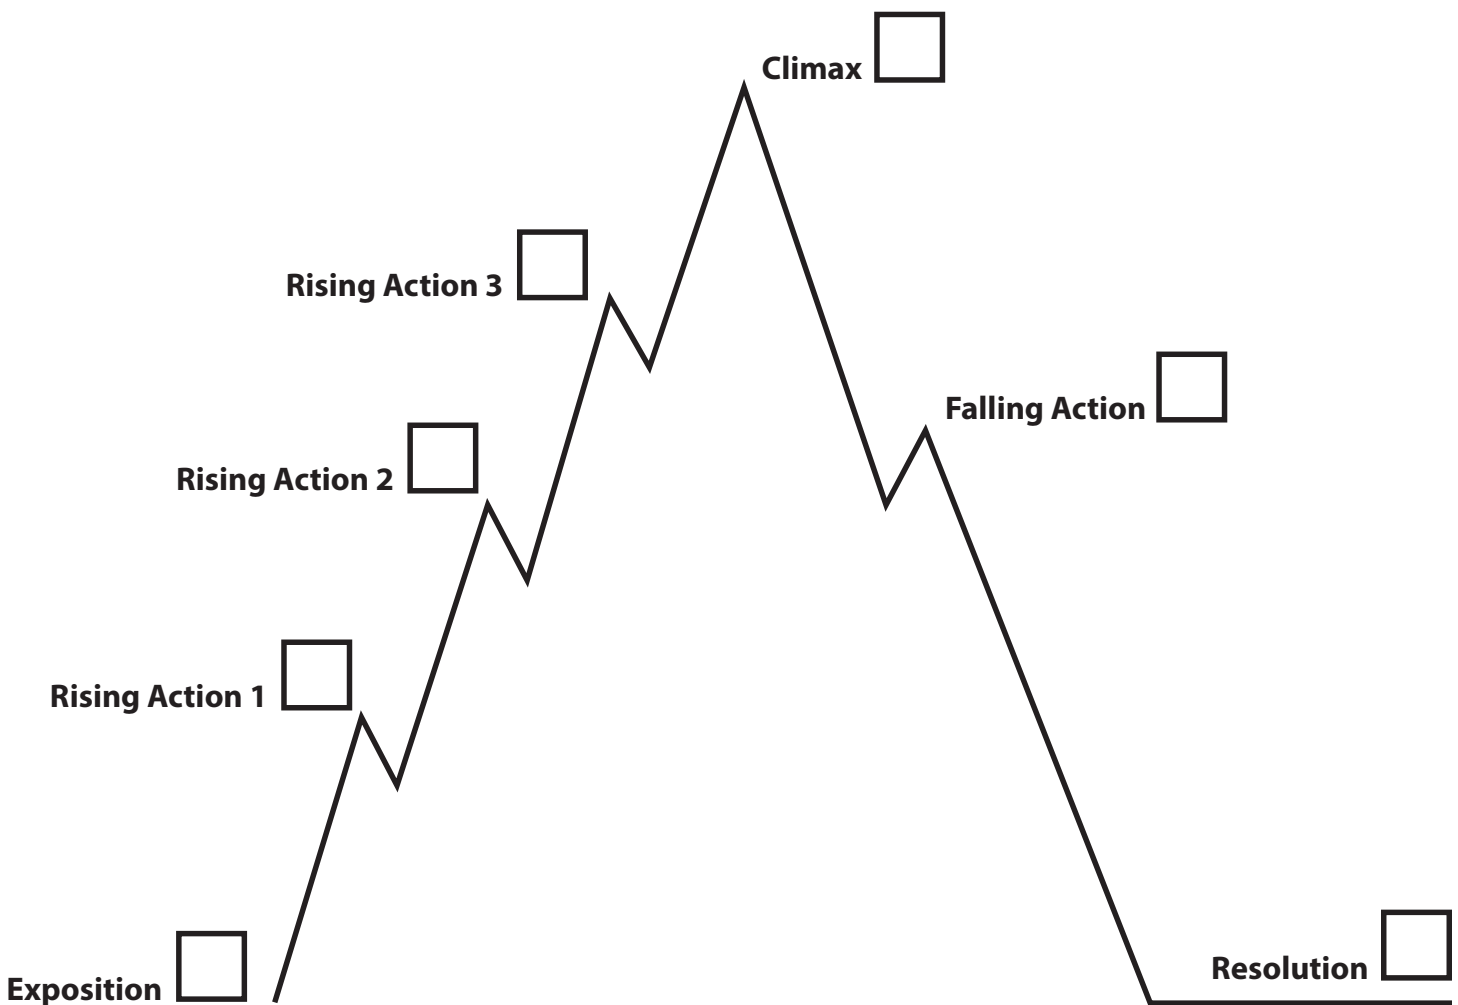 Climax
Rising Action 3
Falling Action
Rising Action 2
Rising Action 1
Resolution
Exposition